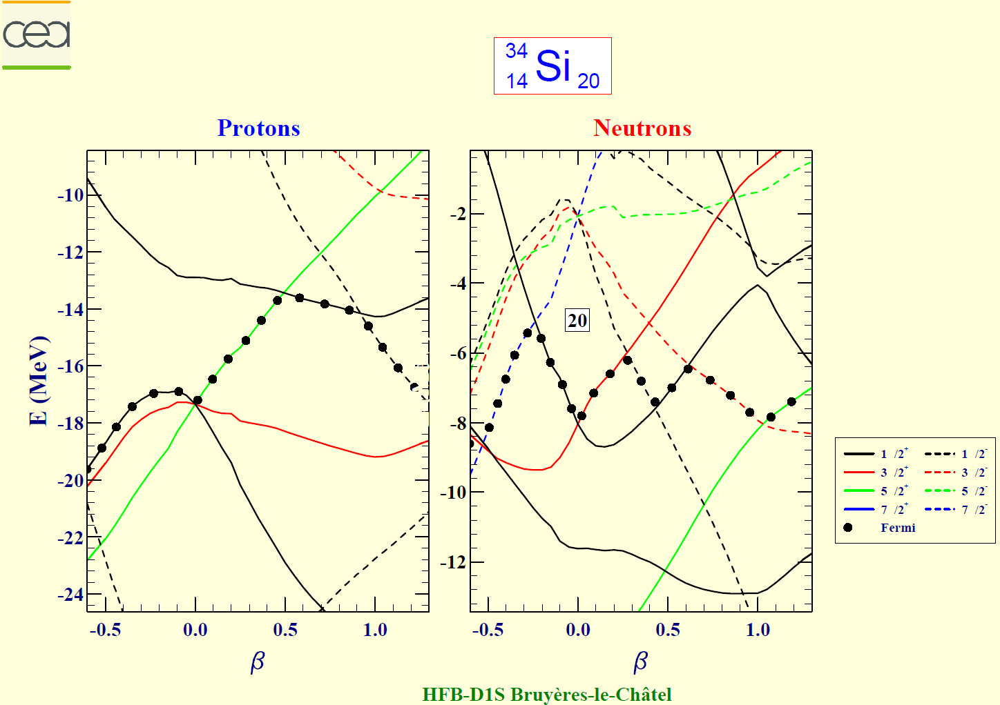 cea
34
14 Si 20
Protons
Neutrons
E (MeV)
-10
-12
-14
-16
-18
-20
-22
-24
-0.5 0.0 0.5 1.0
β
-2
-4
-6
-8
-10
-12
20
-0.5 0.0 0.5 1.0
β
1 /2+ 1 /2-
3 /2+ 3 /2-
5 /2+ 5 /2-
7 /2+ 7 /2-
Fermi
HFB-D1S Bruyères-le-Châtel